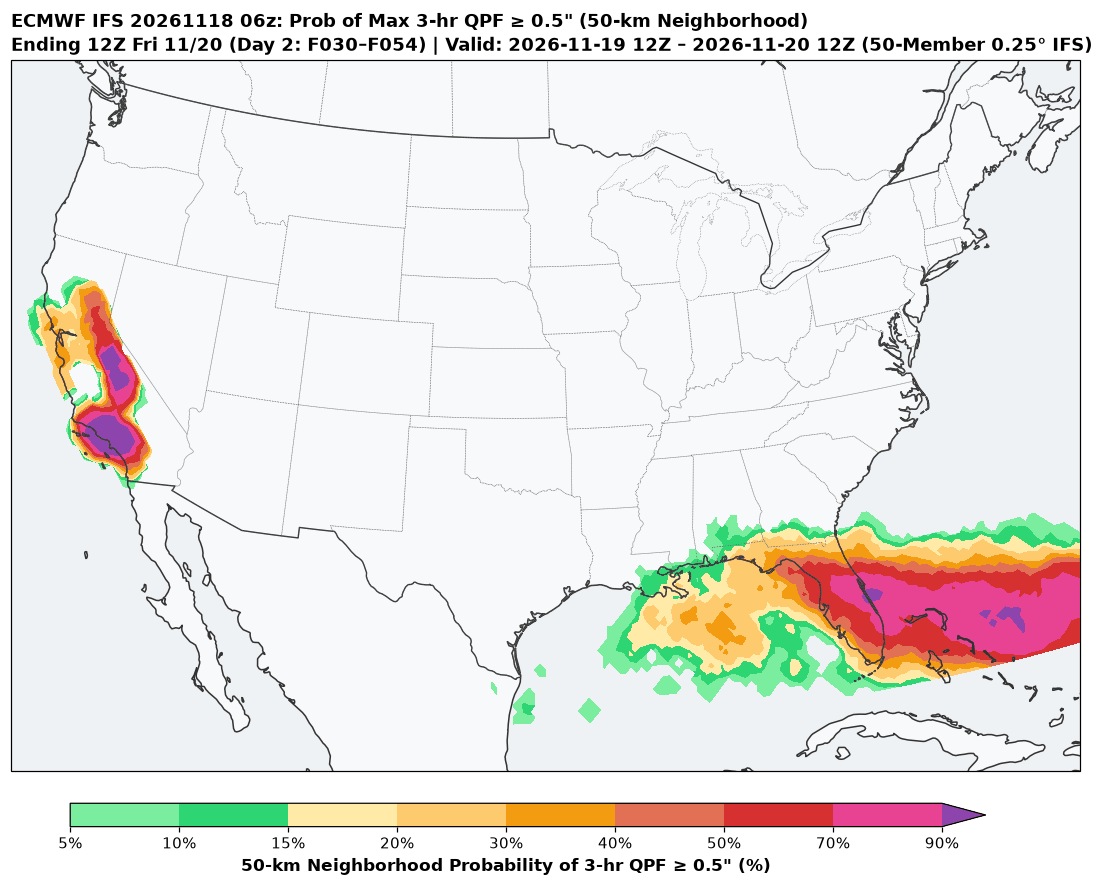 ECMWF IFS 20261118 06z: Prob of Max 3-hr QPF ≥ 0.5" (50-km Neighborhood)
Ending 12Z Fri 11/20 (Day 2: F030–F054) | Valid: 2026-11-19 12Z – 2026-11-20 12Z (50-Member 0.25° IFS)
5% 10% 15% 20% 30% 40% 50% 70% 90%
50-km Neighborhood Probability of 3-hr QPF ≥ 0.5" (%)